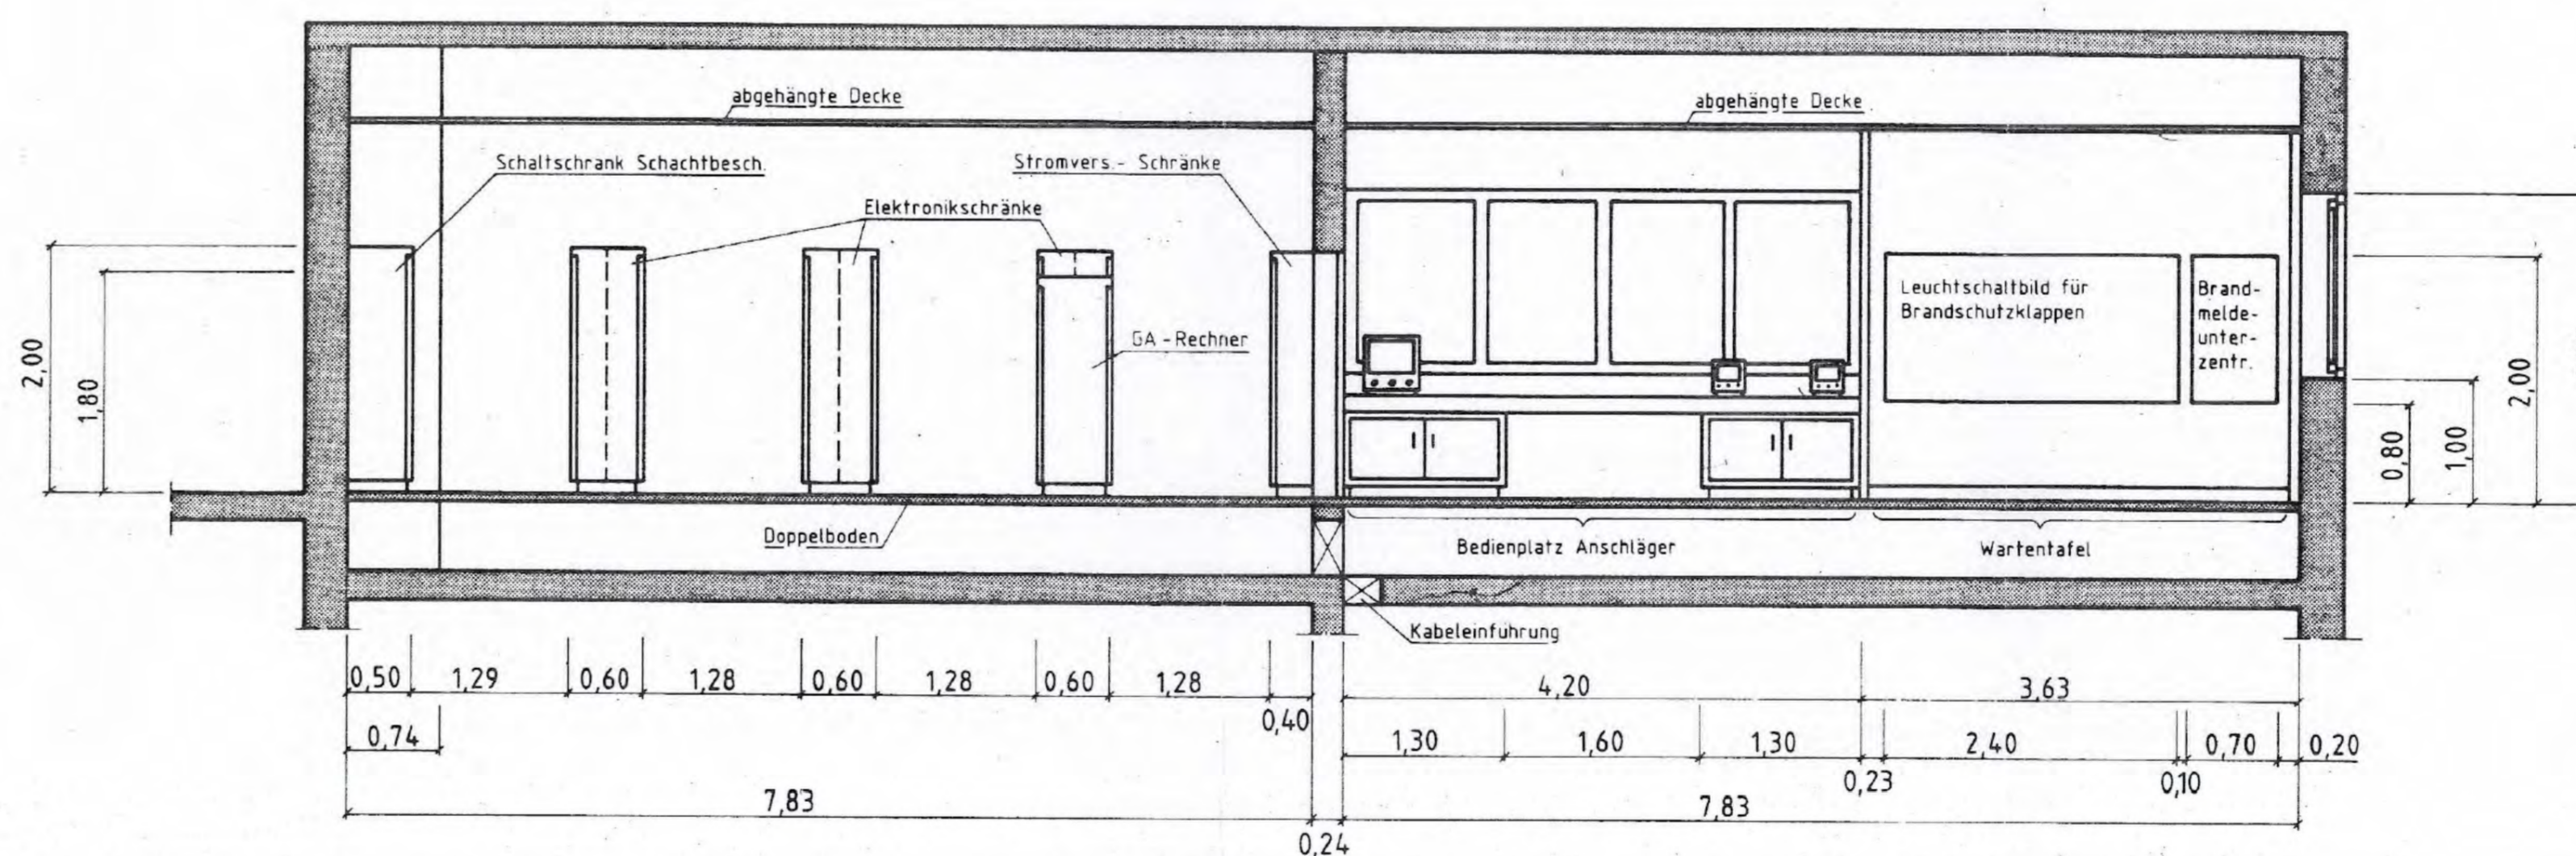 abgehängte Decke
abgehängte Decke
Schaltschrank Schachtbesch.
Stromvers.- Schränke
Elektronikschränke
GA-Rechner
Leuchtschaltbild für
Brandschutzklappen
Brand-
melde-
unter-
zentr.
2,00
1,80
0,80
1,00
2,00
Doppelboden
Bedienplatz Anschläger
Wartentafel
Kabeleinführung
0,50 1,29 0,60 1,28 0,60 1,28 0,60 1,28
0,40
4,20 3,63
0,74
1,30 1,60 1,30 2,40 0,70 0,20
0,23 0,10
7,83
0,24
7,83